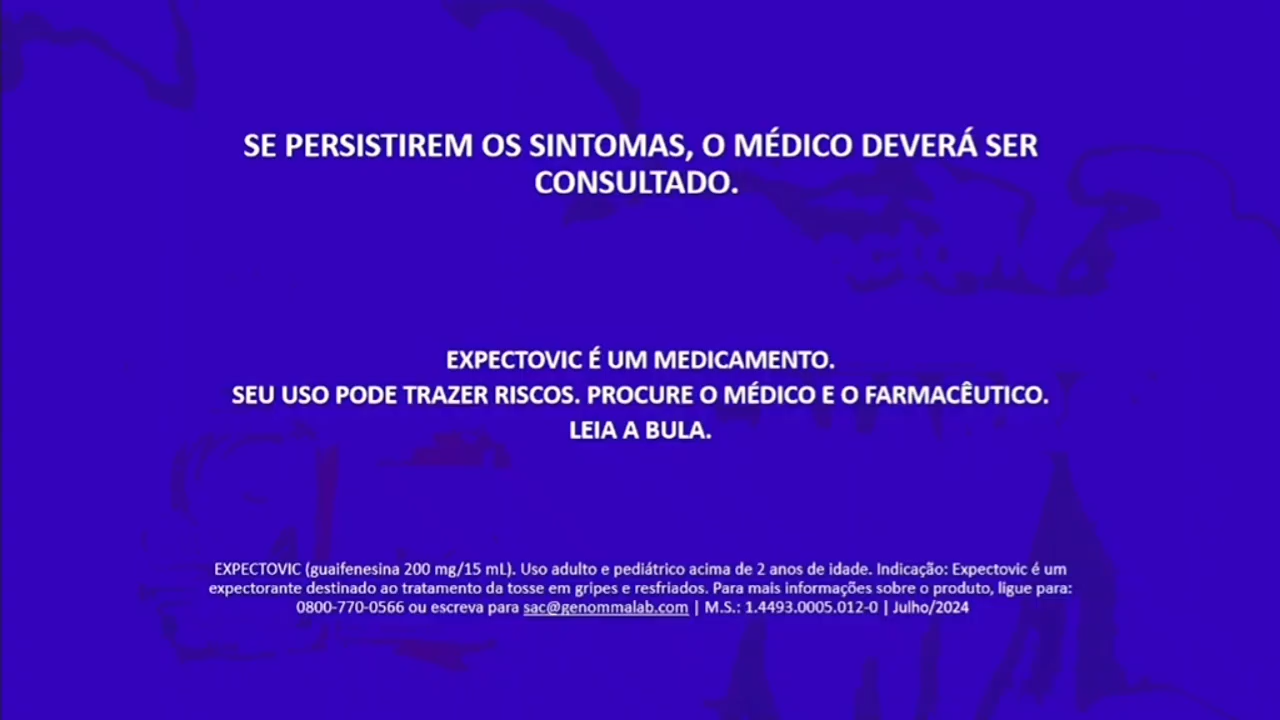 SE PERSISTIREM OS SINTOMAS, O MÉDICO DEVERÁ SER
CONSULTADO.
EXPECTOVIC É UM MEDICAMENTO.
SEU USO PODE TRAZER RISCOS. PROCURE O MÉDICO E O FARMACÊUTICO.
LEIA A BULA.
EXPECTOVIC (guaifenesina 200 mg/15 mL). Uso adulto e pediátrico acima de 2 anos de idade. Indicação: Expectovic é um
expectorante destinado ao tratamento da tosse em gripes e resfriados. Para mais informações sobre o produto, ligue para:
0800-770-0566 ou escreva para sac@genommalab.com | M.S.: 1.4493.0005.012-0 | Julho/2024